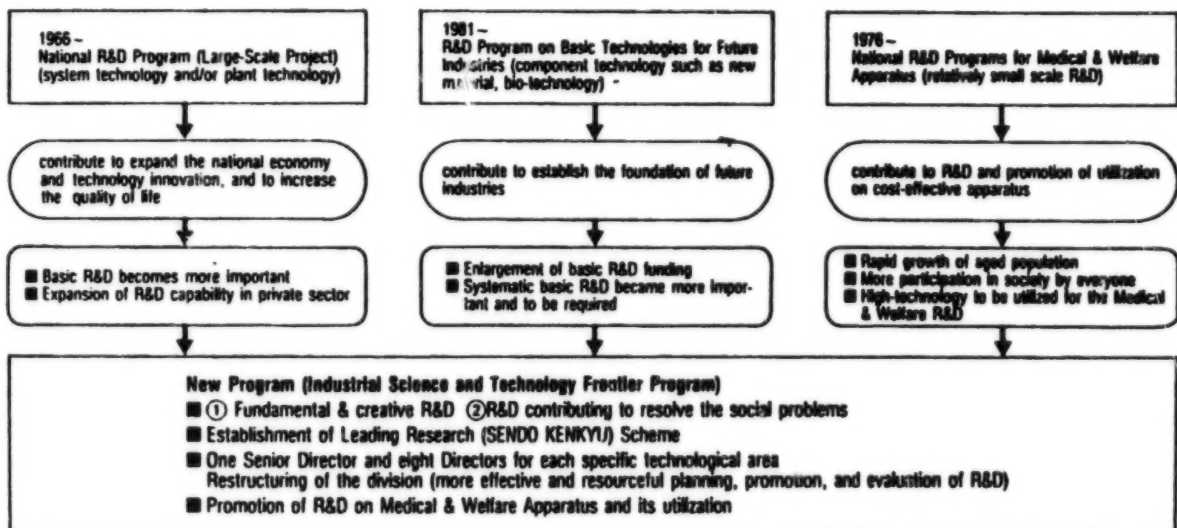 1966～
National R&D Program (Large-Scale Project)
(system technology and/or plant technology)
1981～
R&D Program on Basic Technologies for Future
Industries (component technology such as new
material, bio-technology)
1976～
National R&D Programs for Medical & Welfare
Apparatus (relatively small scale R&D)
contribute to expand the national economy
and technology innovation, and to increase
the quality of life
contribute to establish the foundation of future
industries
contribute to R&D and promotion of utilization
on cost-effective apparatus
■ Basic R&D becomes more important
■ Expansion of R&D capability in private sector
■ Enlargement of basic R&D funding
■ Systematic basic R&D became more impor-
tant and to be required
■ Rapid growth of aged population
■ More participation in society by everyone
■ High-technology to be utilized for the Medical
& Welfare R&D
New Program (Industrial Science and Technology Frontier Program)
■ ① Fundamental & creative R&D ②R&D contributing to resolve the social problems
■ Establishment of Leading Research (SENDO KENKYU) Scheme
■ One Senior Director and eight Directors for each specific technological area
Restructuring of the division (more effective and resourceful planning, promotion, and evaluation of R&D)
■ Promotion of R&D on Medical & Welfare Apparatus and its utilization